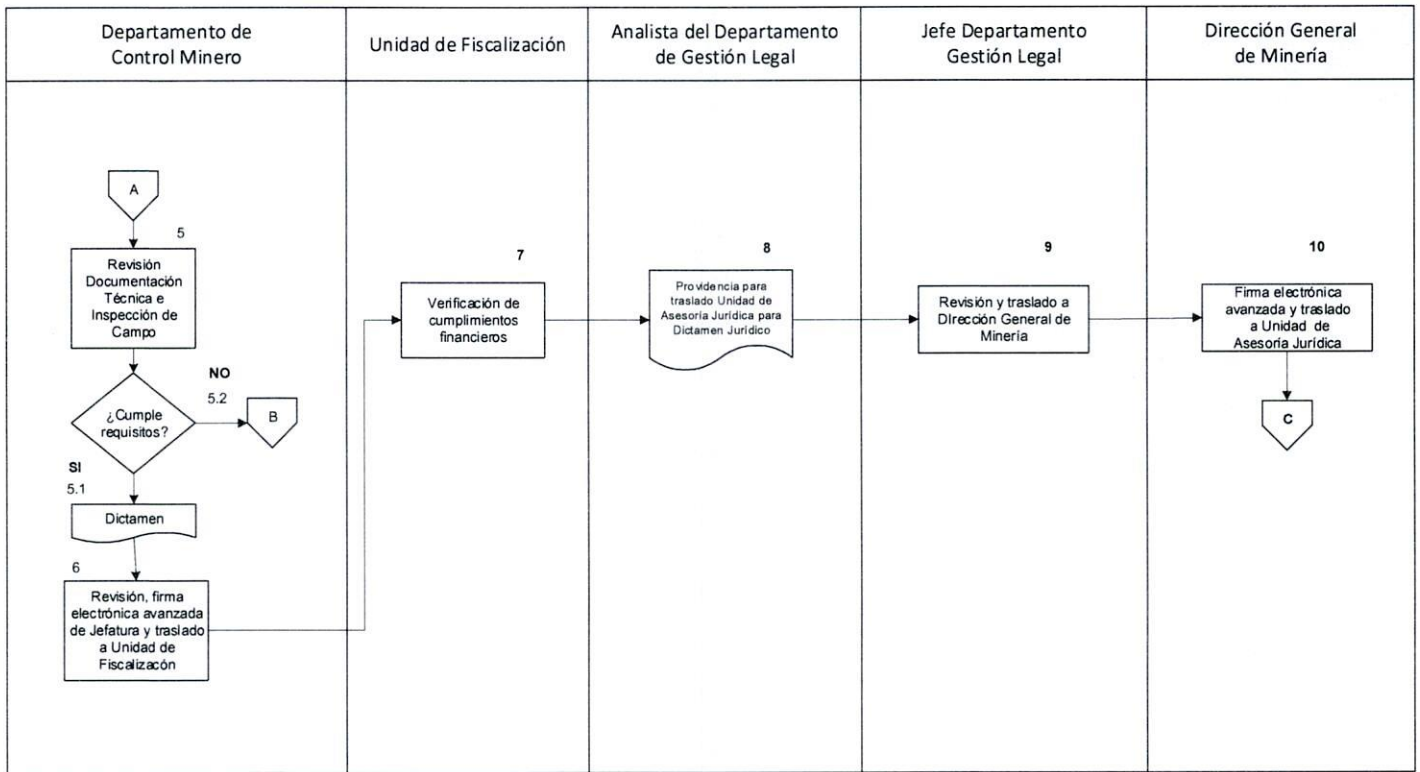 Departamento de
Control Minero
Unidad de Fiscalización
Analista del Departamento
de Gestión Legal
Jefe Departamento
Gestión Legal
Dirección General
de Minería
A
5
Revisión
Documentación
Técnica e
Inspección de
Campo
¿Cumple
requisitos?
NO
5.2
B
SI
5.1
Dictamen
6
Revisión, firma
electrónica avanzada
de Jefatura y traslado
a Unidad de
Fiscalizacón
7
Verificación de
cumplimientos
financieros
8
Providencia para
traslado Unidad de
Asesoría Jurídica para
Dictamen Jurídico
9
Revisión y traslado a
DIrección General de
Minería
10
Firma electrónica
avanzada y traslado
a Unidad de
Asesoría Jurídica
C